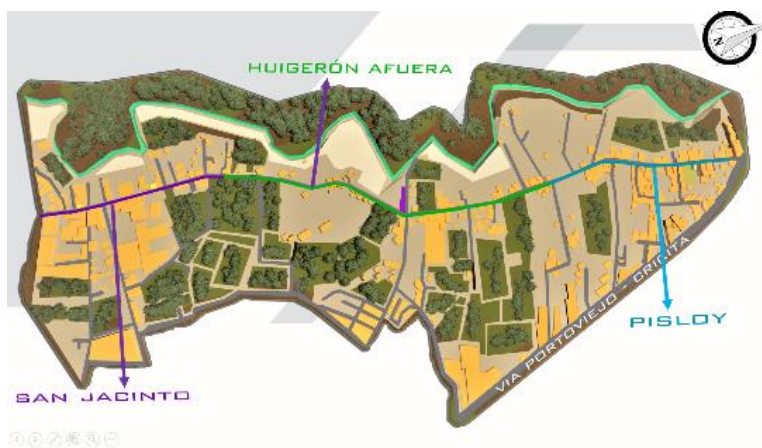 N
HUIGERÓN AFUERA
VIA PORTOVIEJO - CRUCITA
PISLOY
SAN JACINTO